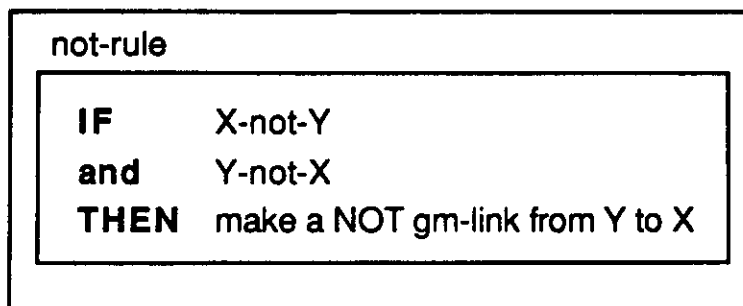 not-rule
IF X-not-Y
and Y-not-X
THEN make a NOT gm-link from Y to X